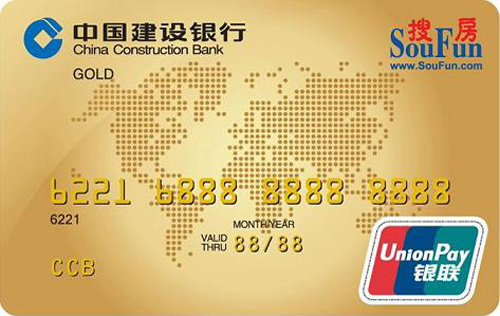 中国建设银行
China Construction Bank
搜房
SouFun
www.SouFun.com
GOLD
6221 6888 8888 8888
6221
MONTH/YEAR
VALID THRU 88/88
CCB
UnionPay
银联